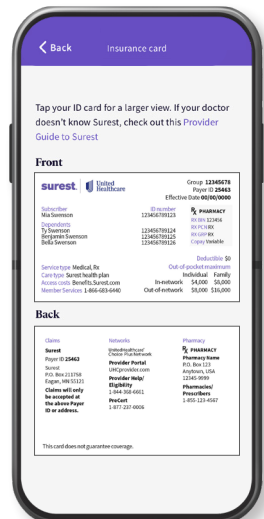 Back
Insurance card
Tap your ID card for a larger view. If your doctor
doesn't know Surest, check out this Provider
Guide to Surest
Front
surest. United
Healthcare
Group 12345678
Payer ID 25463
Effective Date 00/00/0000
Subscriber ID number
Mia Swenson 123456789123
Dependents
Ty Swenson 123456789124
Benjamin Swenson 123456789125
Bella Swenson 123456789126
Rx PHARMACY
RX BIN 123456
RX PCN RX
RX GRP RX
Copay Variable
Deductible $0
Service type Medical, Rx Out-of-pocket maximum
Care type Surest health plan Individual Family
Access costs Benefits.Surest.com In-network $4,000 $8,000
Member Services 1-866-683-6440 Out-of-network $8,000 $16,000
Back
Claims
Surest
Payer ID 25463
Surest
P.O. Box 211758
Eagan, MN 55121
Claims will only
be accepted at
the above Payer
ID or address.
Networks
UnitedHealthcare
Choice Plus Network
Provider Portal
UHCprovider.com
Provider Help/
Eligibility
1-844-368-6661
PreCert
1-877-237-0006
Pharmacy
Rx PHARMACY
Pharmacy Name
P.O. Box 123
Anytown, USA
12345-9999
Pharmacies/
Prescribers
1-855-123-4567
This card does not guarantee coverage.